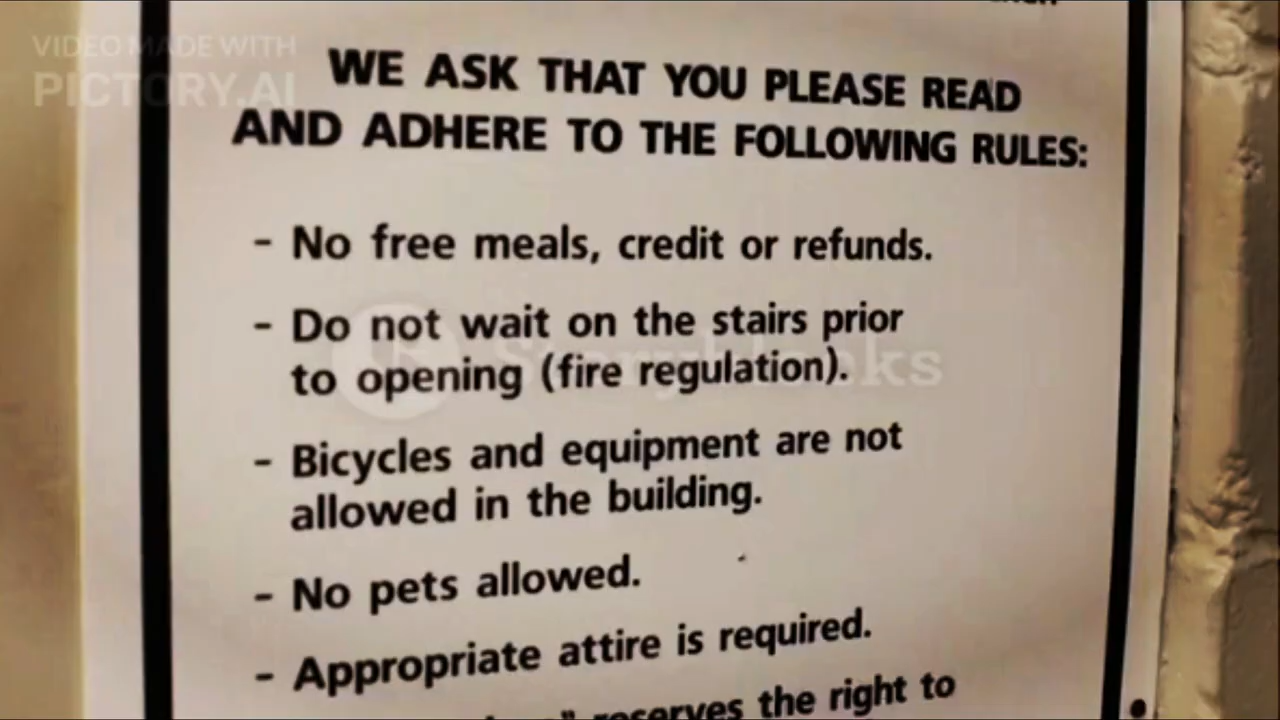 VIDEO MADE WITH
PICTORY.AI
WE ASK THAT YOU PLEASE READ
AND ADHERE TO THE FOLLOWING RULES:
- No free meals, credit or refunds.
- Do not wait on the stairs prior
to opening (fire regulation).
Storyblocks
- Bicycles and equipment are not
allowed in the building.
- No pets allowed.
- Appropriate attire is required.
reserves the right to